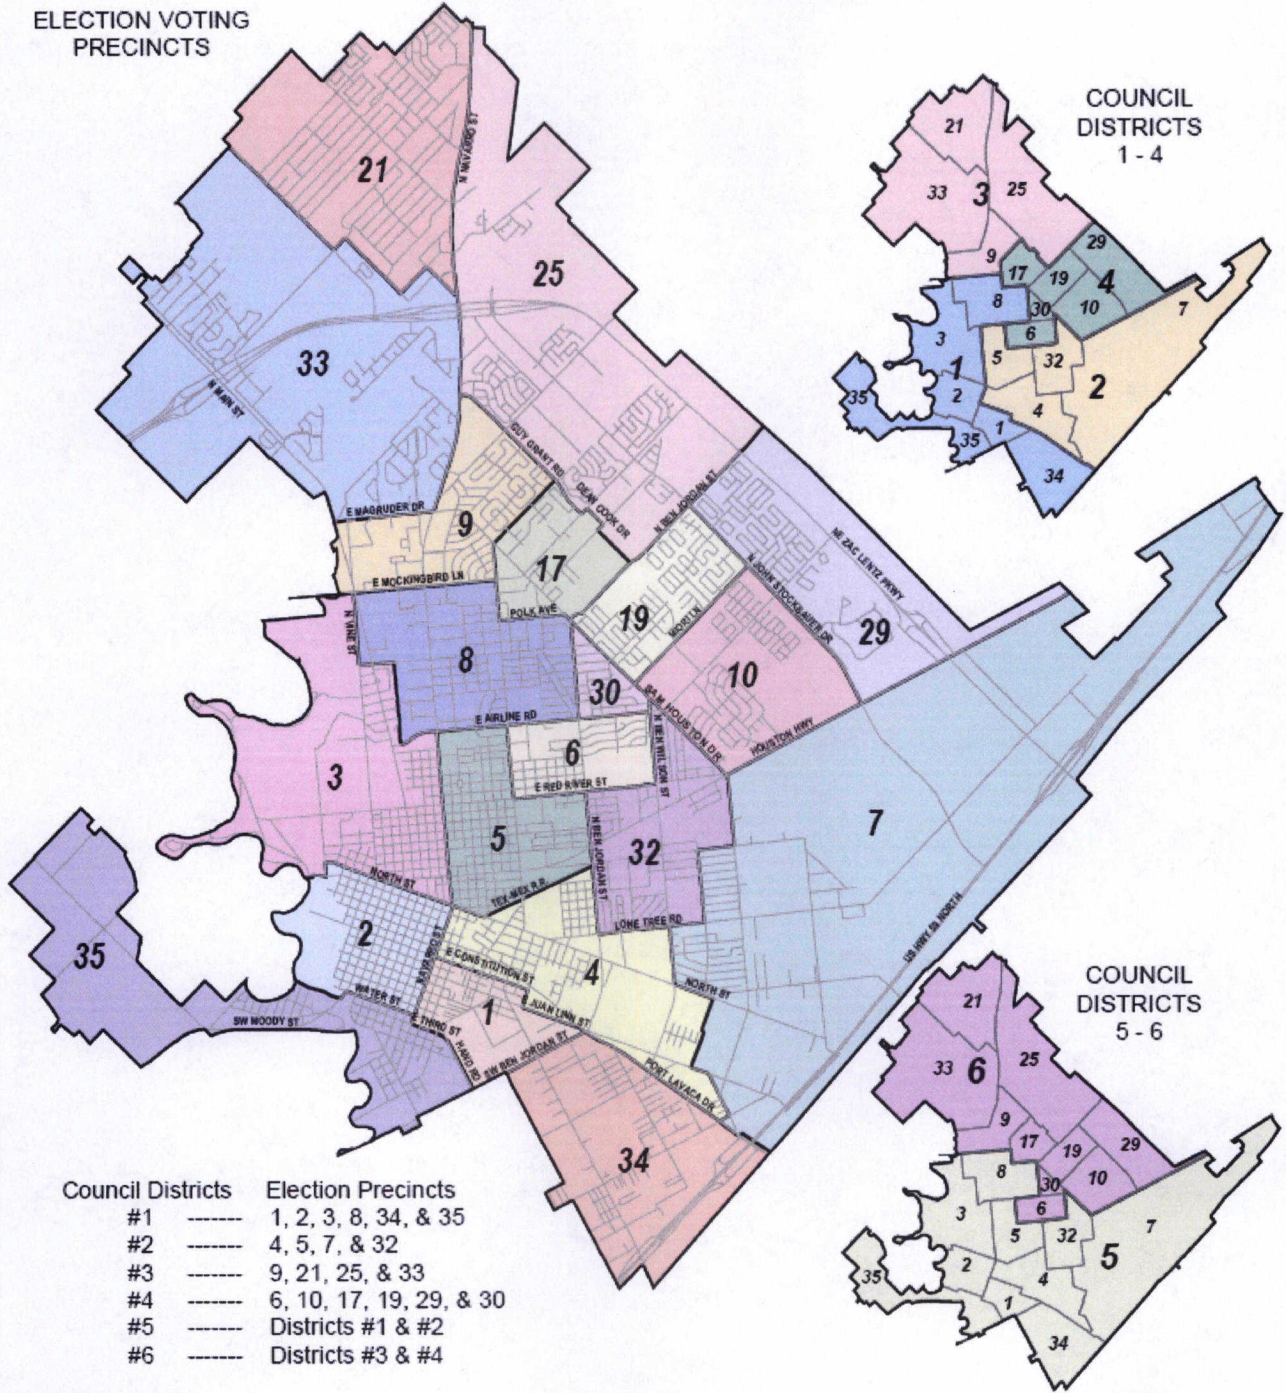 ELECTION VOTING
PRECINCTS
21
N NAVARRO ST
25
33
N MAIN ST
GUY GRANT RD
DEAN COOK DR
N BEN JORDAN ST
E MAGRUDER DR
9
E MOCKINGBIRD LN
17
POLK AVE
19
MORI LN
NE ZAC LENTZ PKWY
N JOHN STOCKBAUER DR
29
N VINE ST
8
30
10
SAM HOUSTON DR
HOUSTON HWY
E AIRLINE RD
6
E RED RIVER ST
N BEN WILSON ST
3
5
N BEN JORDAN ST
32
7
NORTH ST
TEX-MEX R.R.
LONE TREE RD
US HWY 59 NORTH
2
NAVARRO ST
E CONSTITUTION ST
4
NORTH ST
35
WATER ST
SW MOODY ST
E THIRD ST
1
E JUAN LINN ST
HAND RD
SW BEN JORDAN ST
PORT LAVACA DR
34
COUNCIL
DISTRICTS
1 - 4
21
33
3
25
9
29
17
19
4
8
30
10
7
6
3
5
32
1
2
35
2
4
1
35
34
COUNCIL
DISTRICTS
5 - 6
21
33
6
25
9
17
19
29
8
30
10
3
6
5
32
7
5
2
35
4
1
34
Council Districts Election Precincts
#1 ------- 1, 2, 3, 8, 34, & 35
#2 ------- 4, 5, 7, & 32
#3 ------- 9, 21, 25, & 33
#4 ------- 6, 10, 17, 19, 29, & 30
#5 ------- Districts #1 & #2
#6 ------- Districts #3 & #4